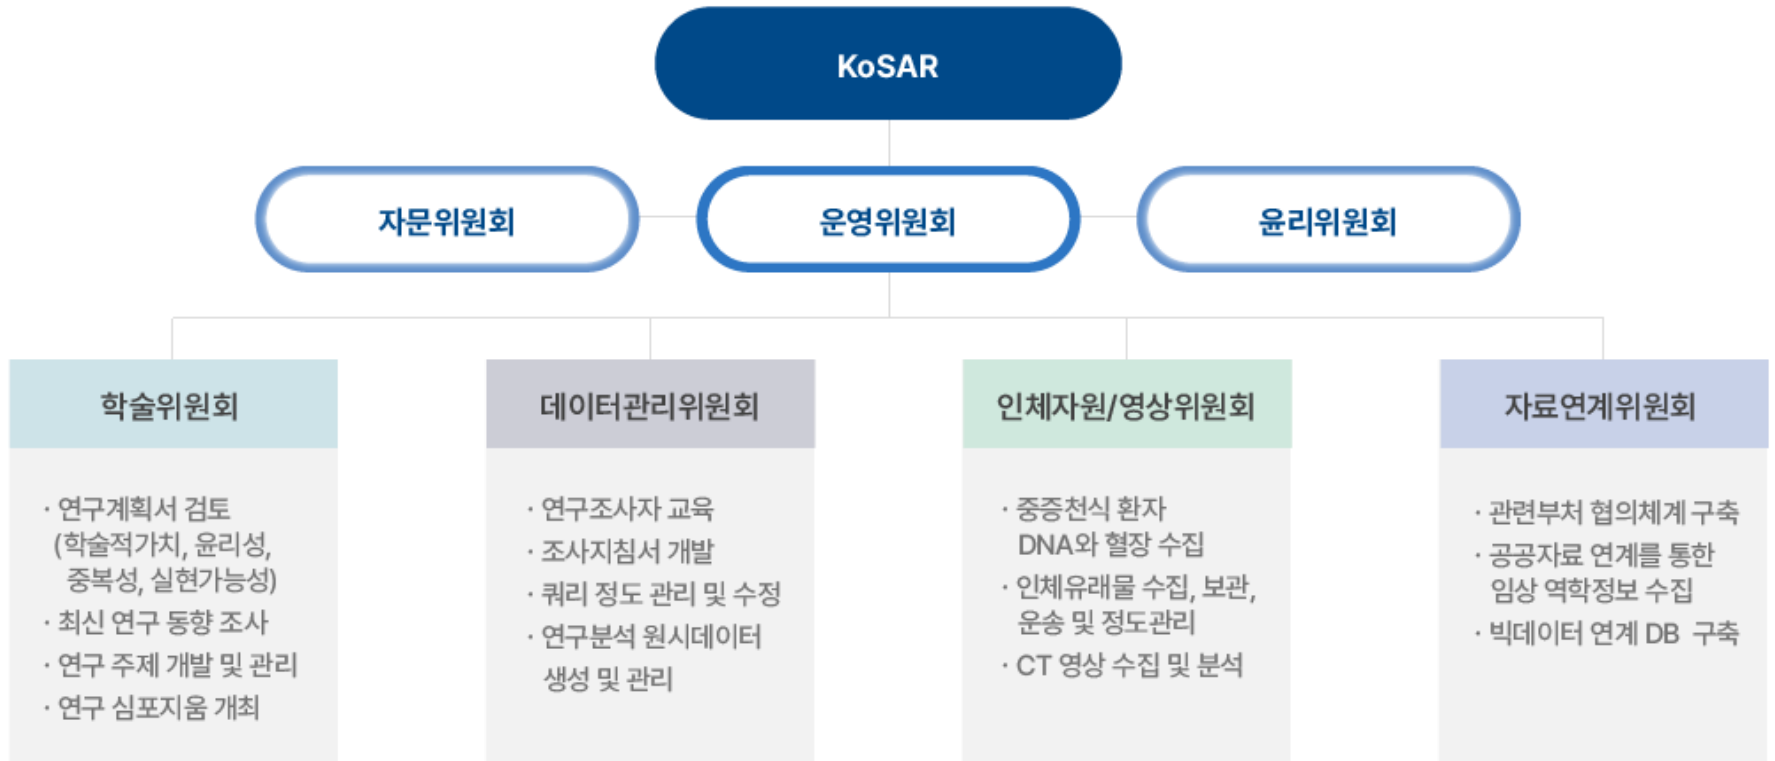 KoSAR
자문위원회
운영위원회
윤리위원회
학술위원회
· 연구계획서 검토
(학술적가치, 윤리성,
중복성, 실현가능성)
· 최신 연구 동향 조사
· 연구 주제 개발 및 관리
· 연구 심포지움 개최
데이터관리위원회
· 연구조사자 교육
· 조사지침서 개발
· 쿼리 정도 관리 및 수정
· 연구분석 원시데이터
생성 및 관리
인체자원/영상위원회
· 중증천식 환자
DNA와 혈장 수집
· 인체유래물 수집, 보관,
운송 및 정도관리
· CT 영상 수집 및 분석
자료연계위원회
· 관련부처 협의체계 구축
· 공공자료 연계를 통한
임상 역학정보 수집
· 빅데이터 연계 DB 구축